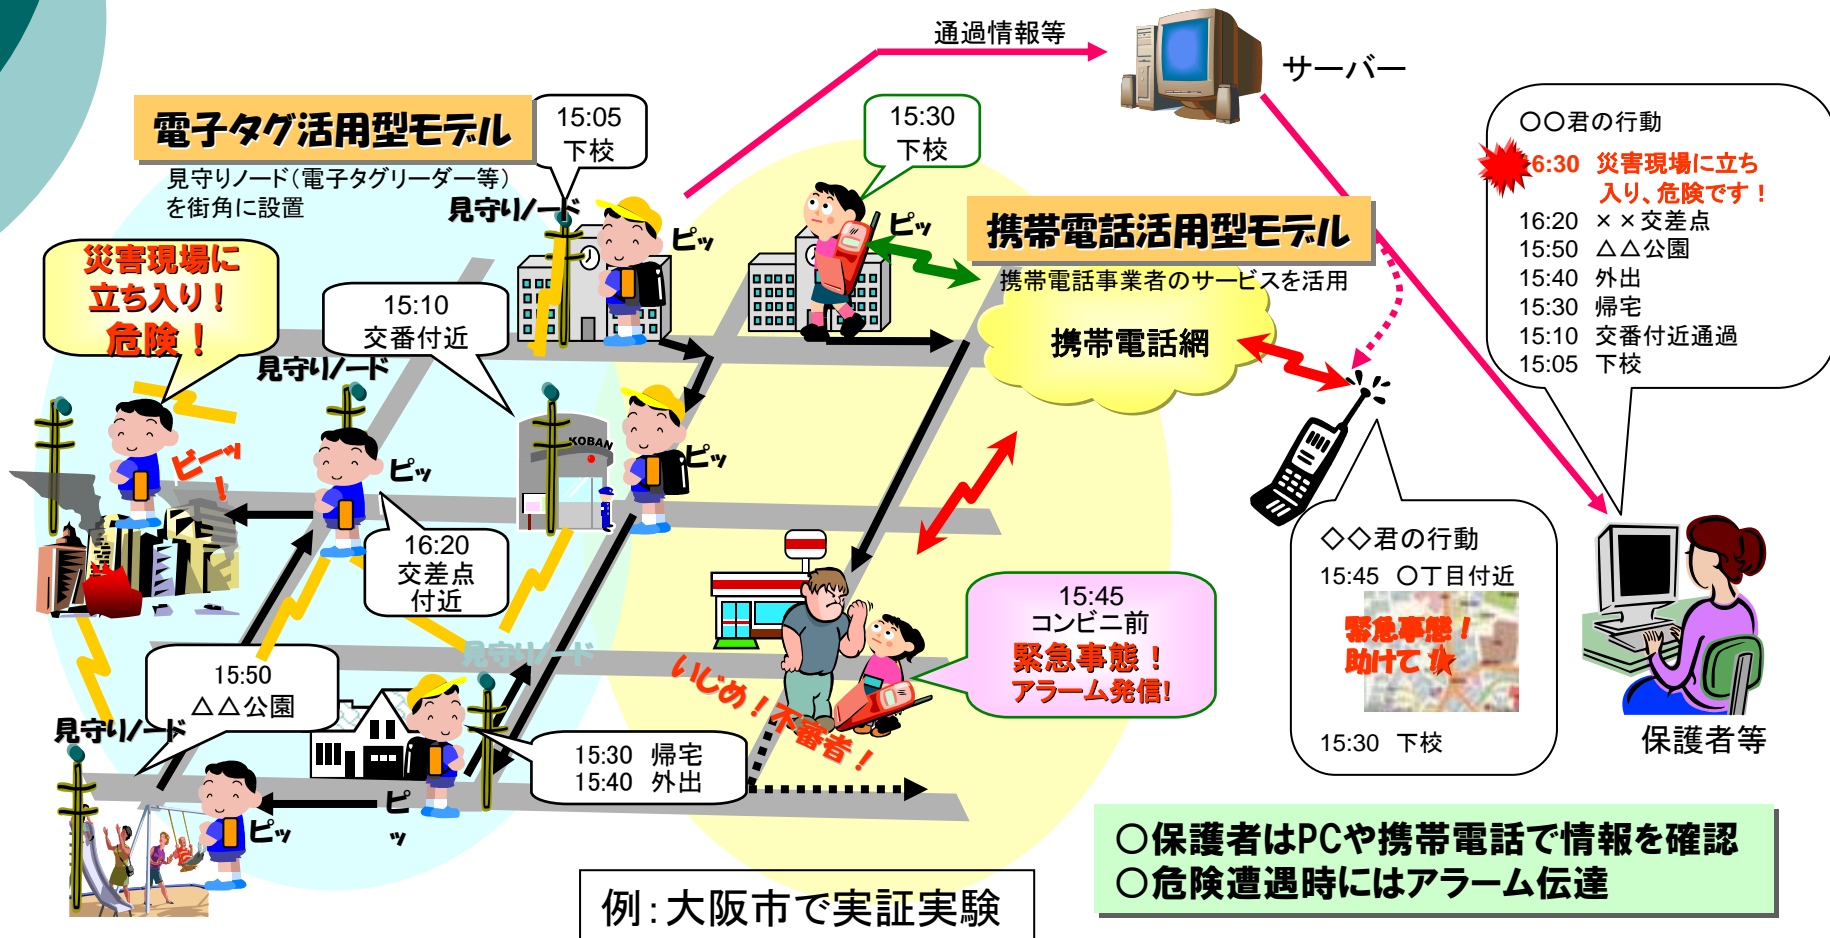 通過情報等
サーバー
電子タグ活用型モデル
見守りノード(電子タグリーダー等)
を街角に設置
15:05
下校
見守りノード
ピッ
15:30
下校
ピッ
携帯電話活用型モデル
携帯電話事業者のサービスを活用
携帯電話網
災害現場に
立ち入り!
危険!
15:10
交番付近
見守りノード
ビーッ
!
ピッ
KOBAN
ピッ
16:20
交差点
付近
見守りノード
15:50
△△公園
見守りノード
15:30 帰宅
15:40 外出
ピッ
ピ
ッ
いじめ!不審者!
15:45
コンビニ前
緊急事態!
アラーム発信!
〇〇君の行動
16:30 災害現場に立ち
入り、危険です!
16:20 ××交差点
15:50 △△公園
15:40 外出
15:30 帰宅
15:10 交番付近通過
15:05 下校
◇◇君の行動
15:45 〇丁目付近
緊急事態!
助けて
15:30 下校
保護者等
〇保護者はPCや携帯電話で情報を確認
〇危険遭遇時にはアラーム伝達
例:大阪市で実証実験